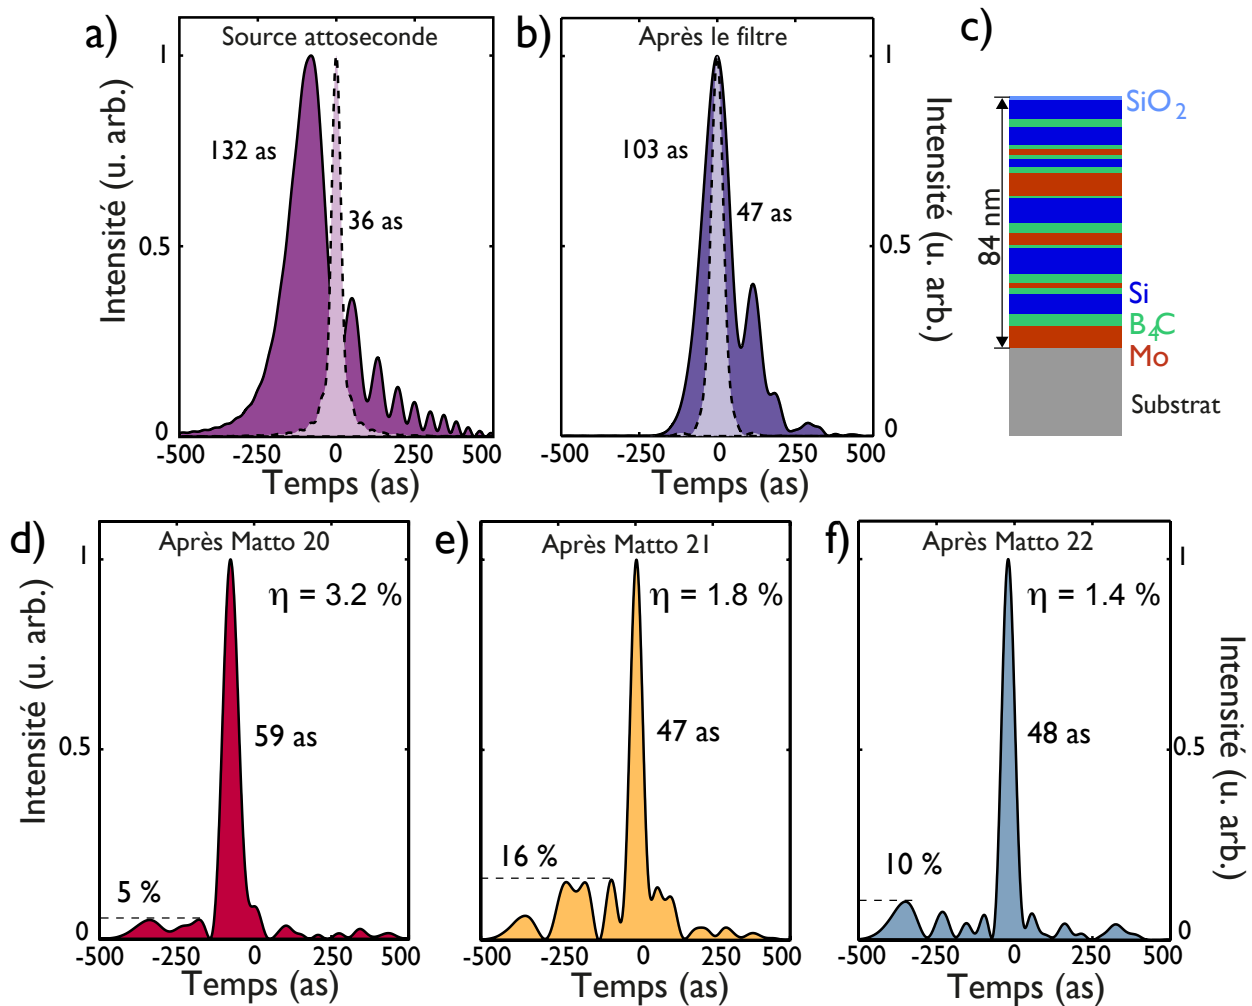 a)
Source attoseconde
Intensité (u. arb.)
1
0.5
0
132 as
36 as
-500
-250
0
250
500
Temps (as)
b)
Après le filtre
103 as
47 as
1
0.5
0
Intensité (u. arb.)
-500
-250
0
250
500
Temps (as)
c)
84 nm
SiO2
Si
B4C
Mo
Substrat
d)
Après Matto 20
Intensité (u. arb.)
1
0.5
0
η = 3.2 %
59 as
5 %
-500
-250
0
250
500
Temps (as)
e)
Après Matto 21
η = 1.8 %
47 as
16 %
-500
-250
0
250
500
Temps (as)
f)
Après Matto 22
η = 1.4 %
48 as
10 %
1
0.5
0
Intensité (u. arb.)
-500
-250
0
250
500
Temps (as)